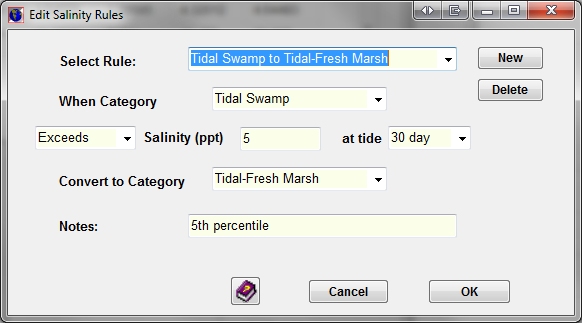 Edit Salinity Rules
Select Rule: Tidal Swamp to Tidal-Fresh Marsh New
Delete
When Category Tidal Swamp
Exceeds Salinity (ppt) 5 at tide 30 day
Convert to Category Tidal-Fresh Marsh
Notes: 5th percentile
Cancel OK